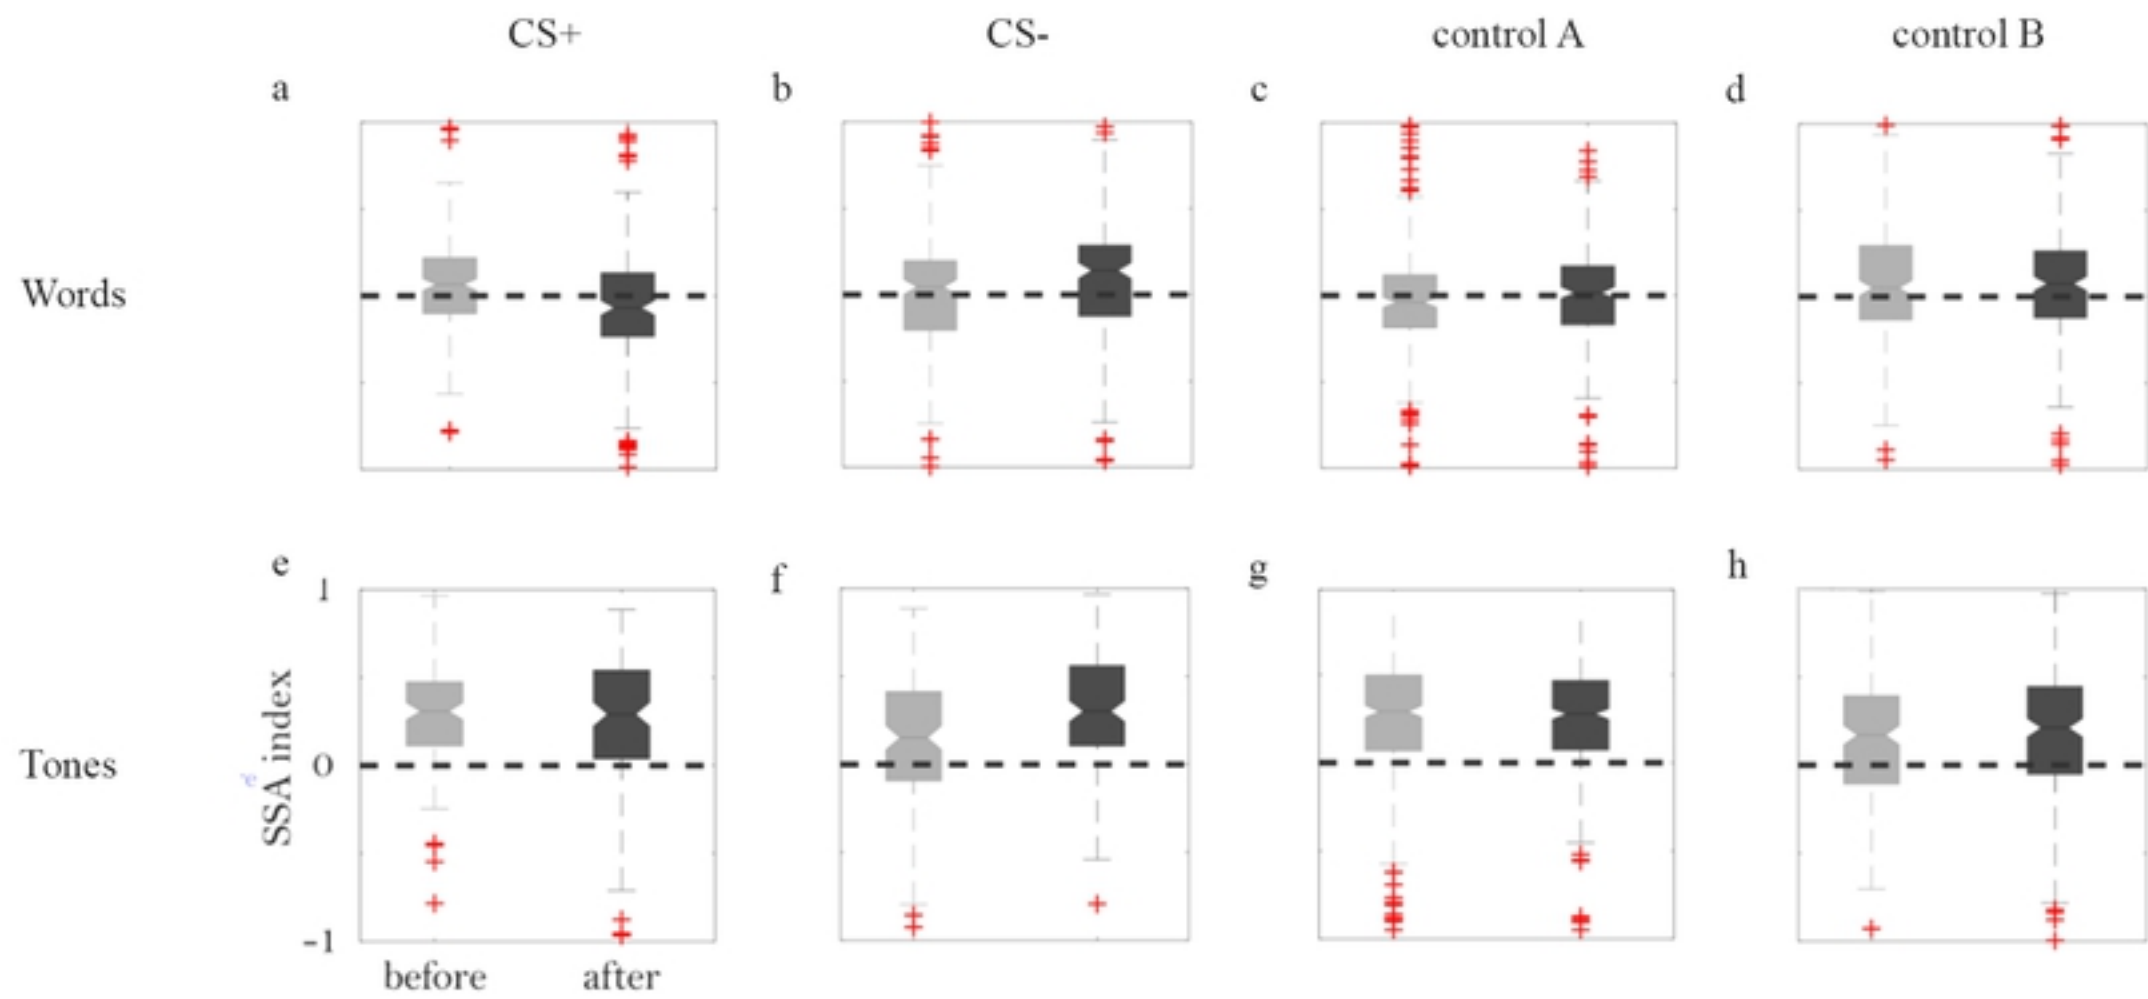 CS+ CS- control A control B
a b c d
Words
e f g h
1
SSA index
0
Tones
-1
before after